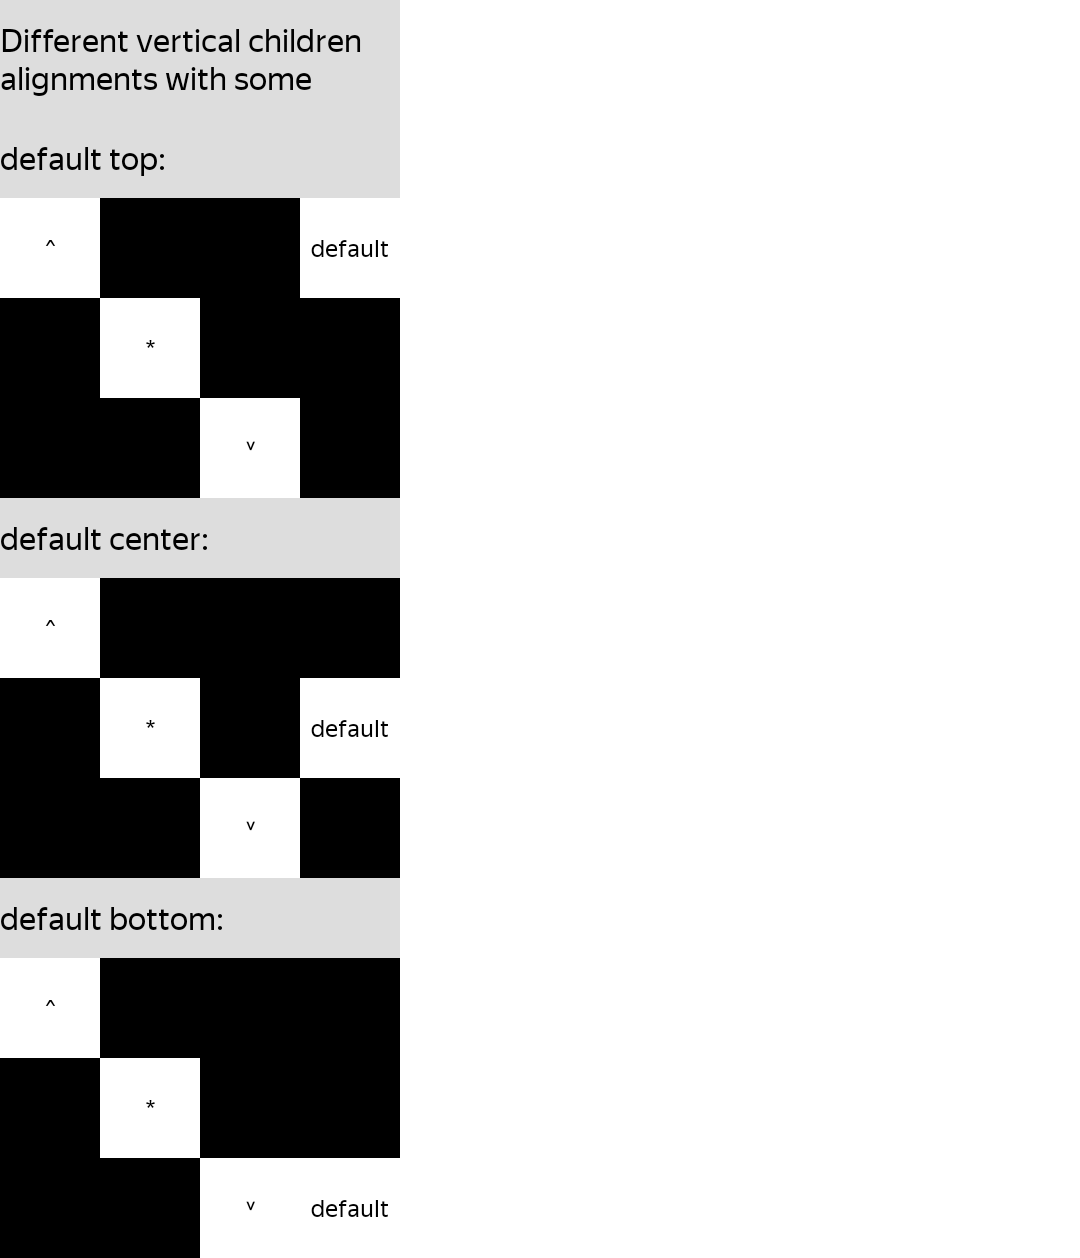 Different vertical children
alignments with some
default top:
^
default
*
v
default center:
^
*
default
v
default bottom:
^
*
v
default